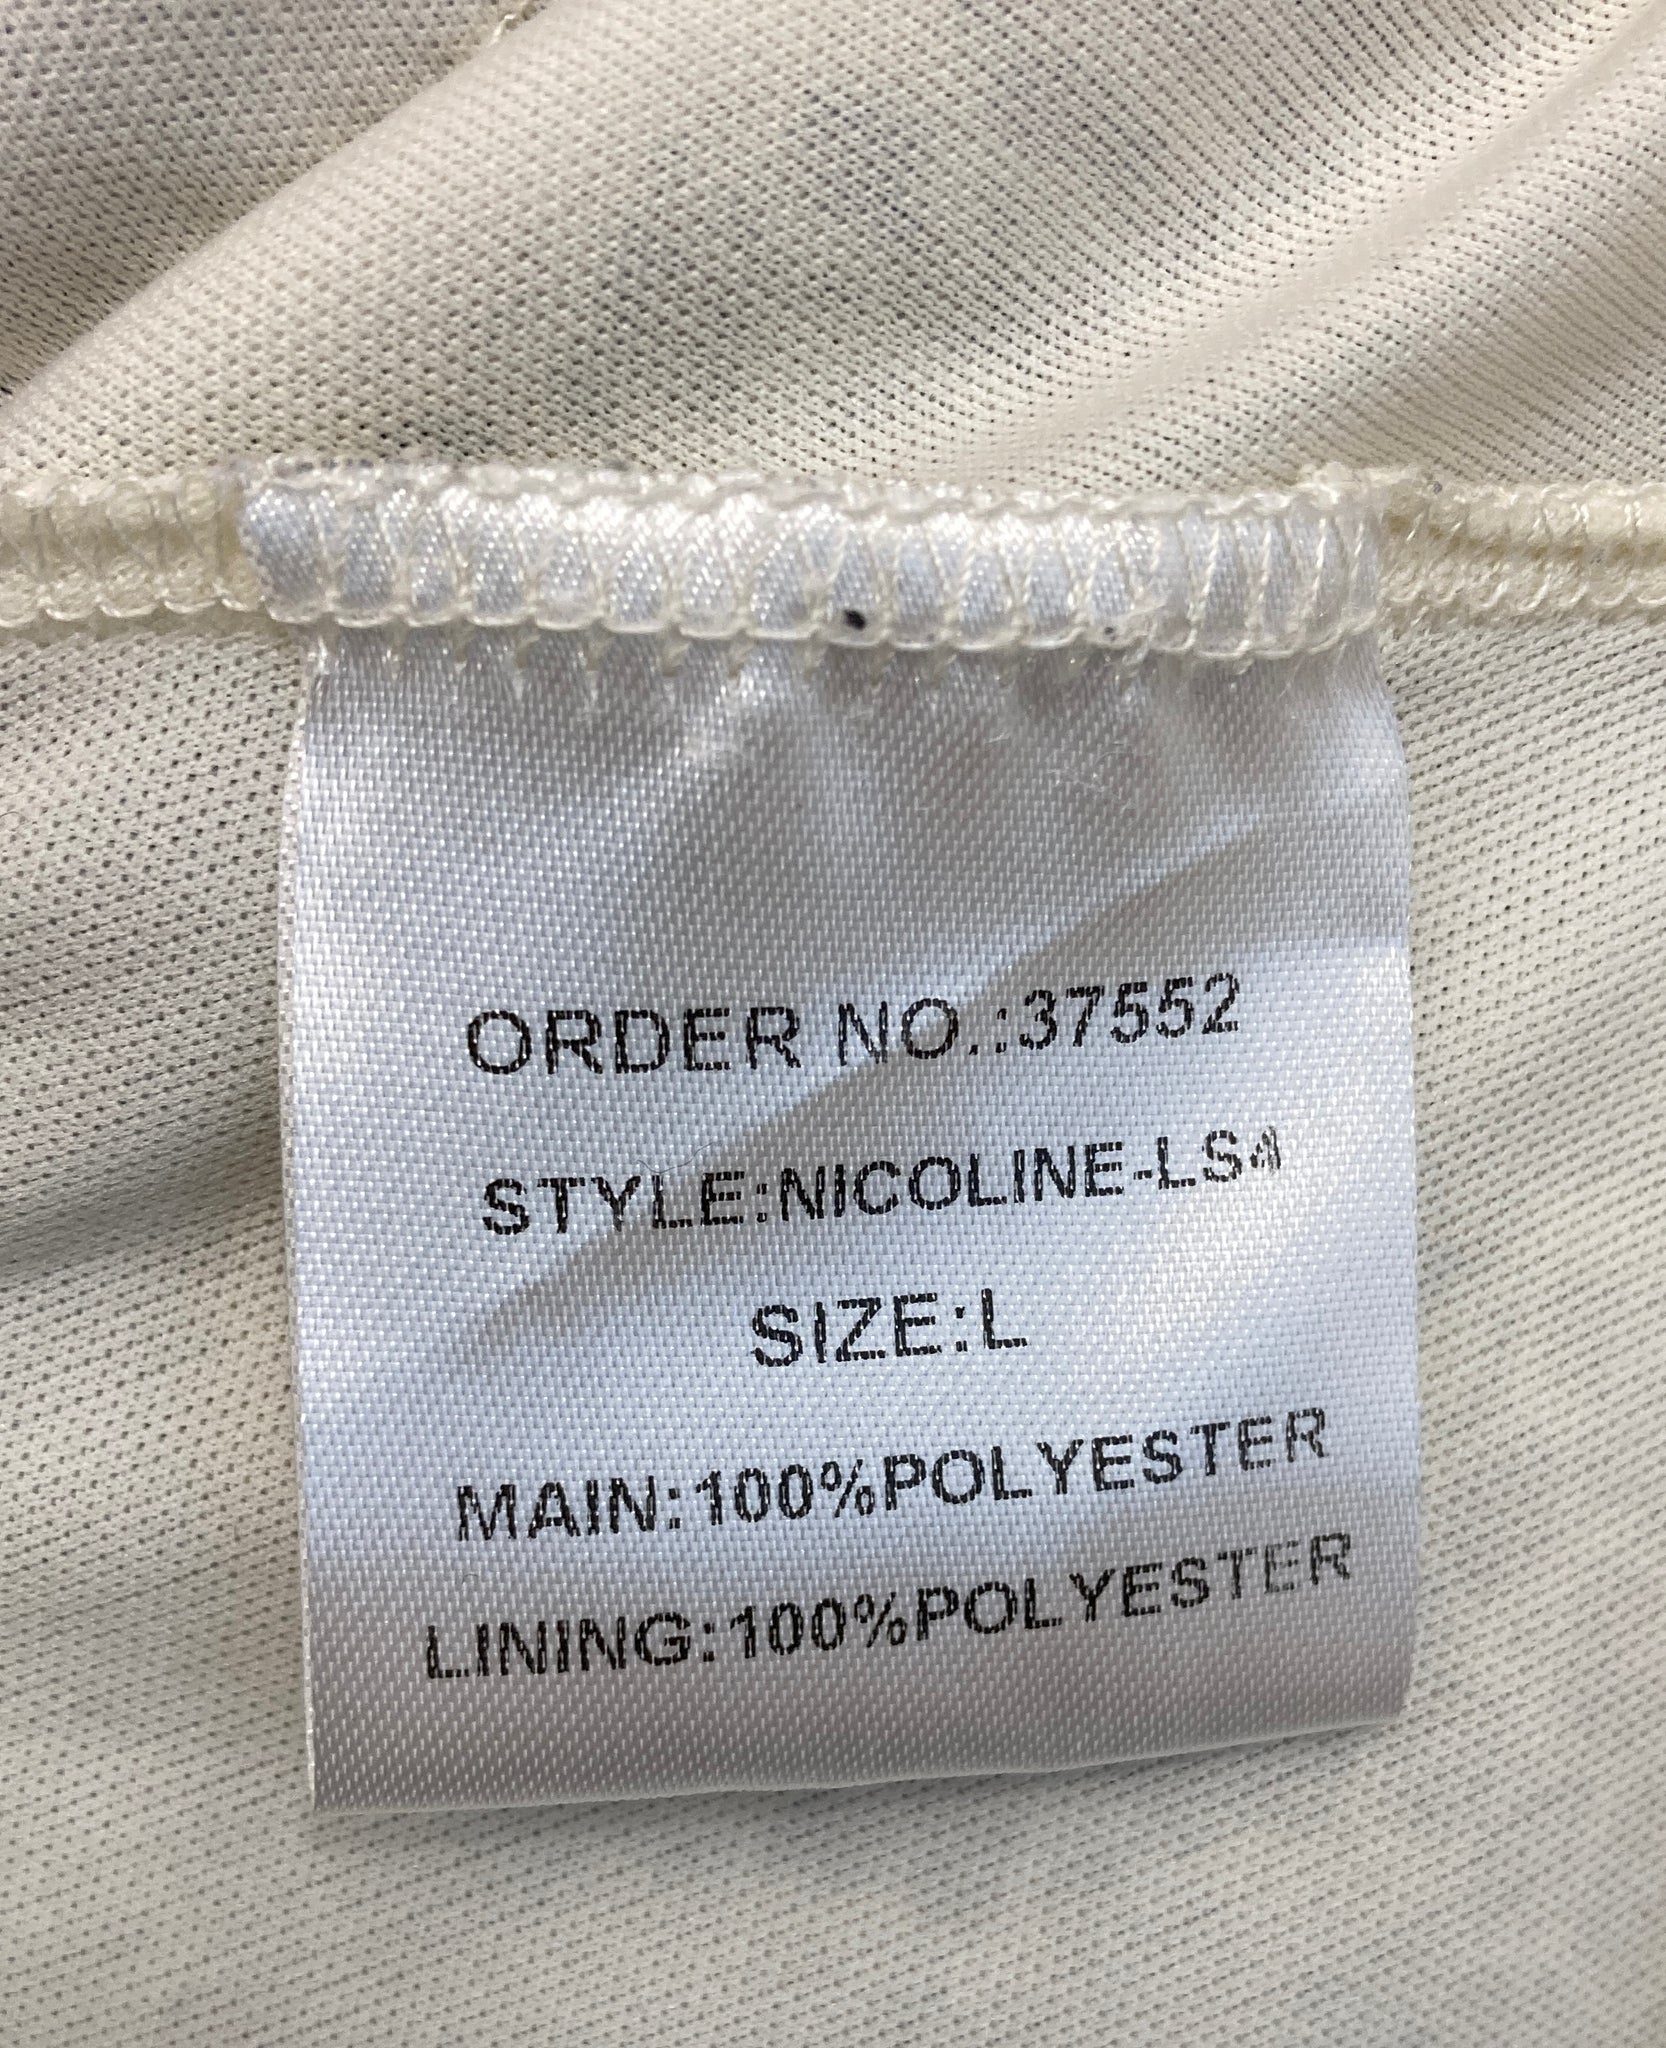 ORDER NO.:37552
STYLE:NICOLINE-LS4
SIZE:L
MAIN:100%POLYESTER
LINING:100%POLYESTER